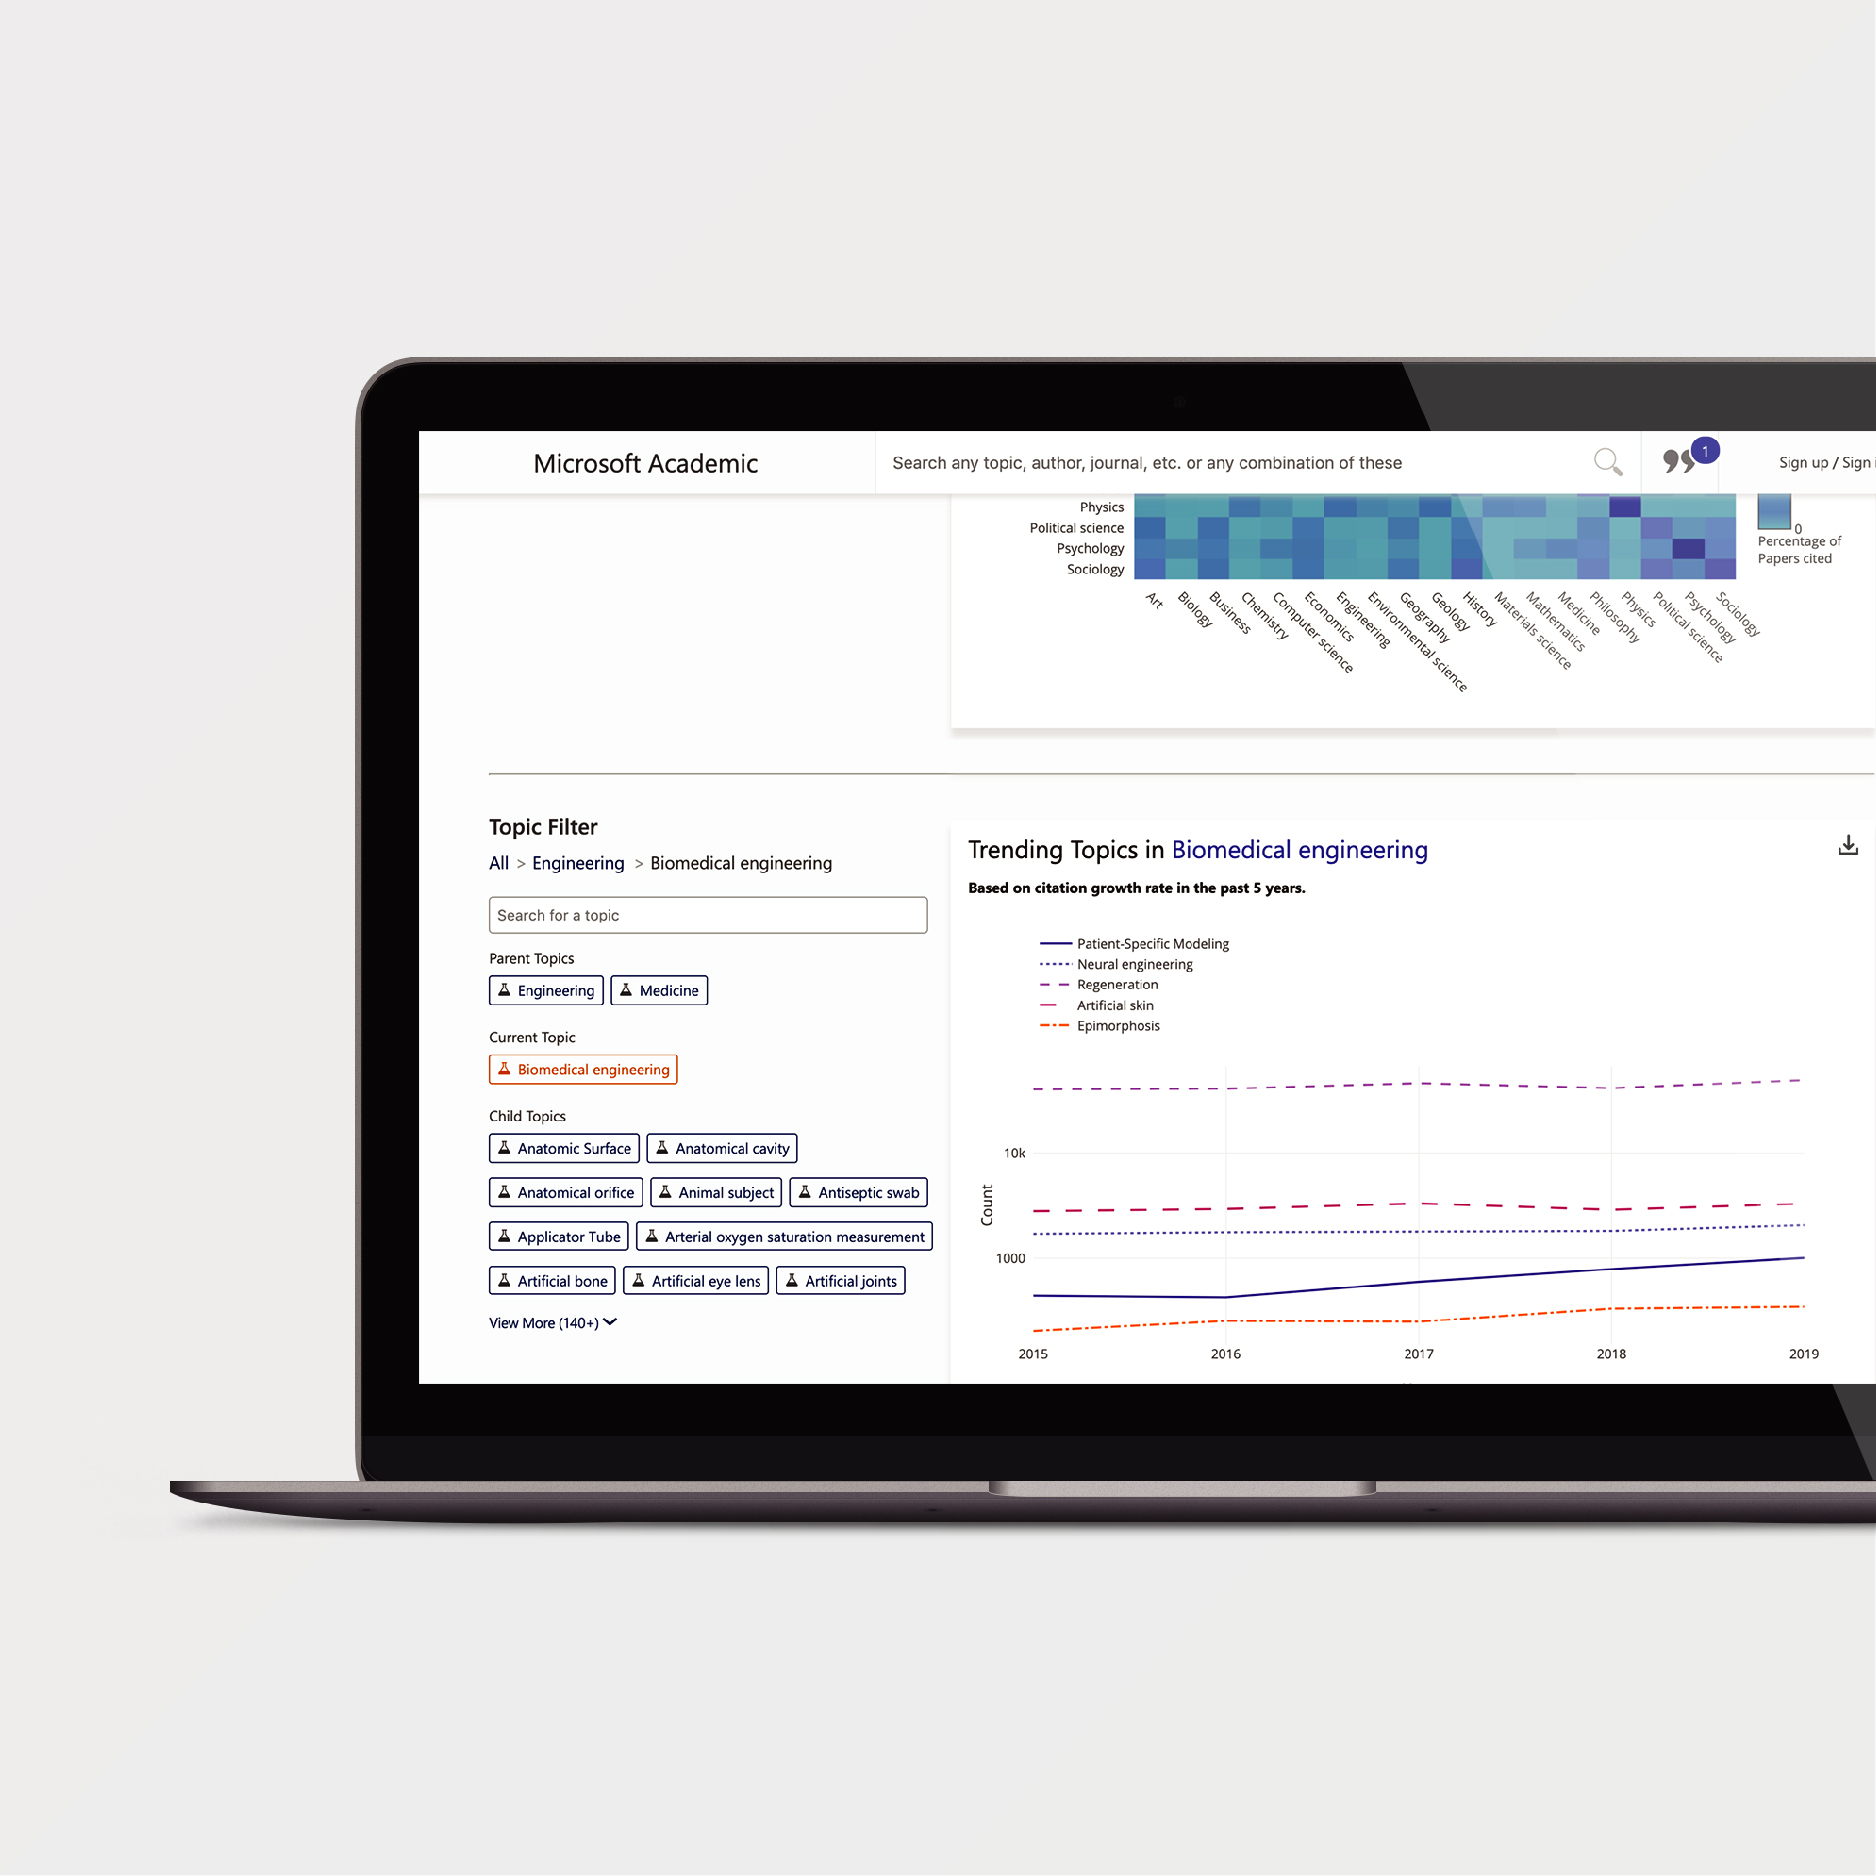 Microsoft Academic
Search any topic, author, journal, etc. or any combination of these
1
Sign up / Sign
Physics
Political science
Psychology
Sociology
0
Percentage of
Papers cited
Art
Biology
Business
Chemistry
Computer science
Economics
Engineering
Environmental science
Geography
Geology
History
Materials science
Mathematics
Medicine
Philosophy
Physics
Political science
Psychology
Sociology
Topic Filter
All > Engineering > Biomedical engineering
Search for a topic
Parent Topics
Engineering Medicine
Current Topic
Biomedical engineering
Child Topics
Anatomic Surface Anatomical cavity
Anatomical orifice Animal subject Antiseptic swab
Applicator Tube Arterial oxygen saturation measurement
Artificial bone Artificial eye lens Artificial joints
View More (140+)
Trending Topics in Biomedical engineering
Based on citation growth rate in the past 5 years.
Patient-Specific Modeling
Neural engineering
Regeneration
Artificial skin
Epimorphosis
10k
Count
1000
2015 2016 2017 2018 2019